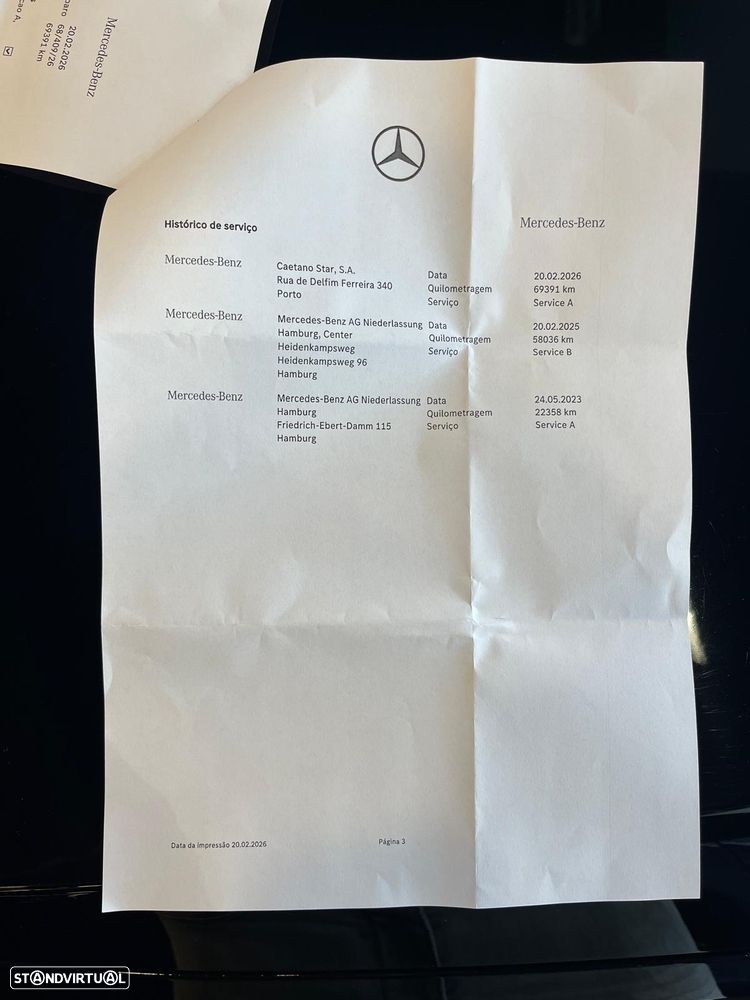 Mercedes-Benz
20.02.2026
paro 68/409/26
69391 km
Histórico de serviço
Mercedes-Benz
Mercedes-Benz
Caetano Star, S.A.
Rua de Delfim Ferreira 340
Porto
Data 20.02.2026
Quilometragem 69391 km
Serviço Service A
Mercedes-Benz
Mercedes-Benz AG Niederlassung
Hamburg, Center
Heidenkampsweg
Heidenkampsweg 96
Hamburg
Data 20.02.2025
Quilometragem 58036 km
Serviço Service B
Mercedes-Benz
Mercedes-Benz AG Niederlassung
Hamburg
Friedrich-Ebert-Damm 115
Hamburg
Data 24.05.2023
Quilometragem 22358 km
Serviço Service A
Data da impressão 20.02.2026
Página 3
STANDVIRTUAL